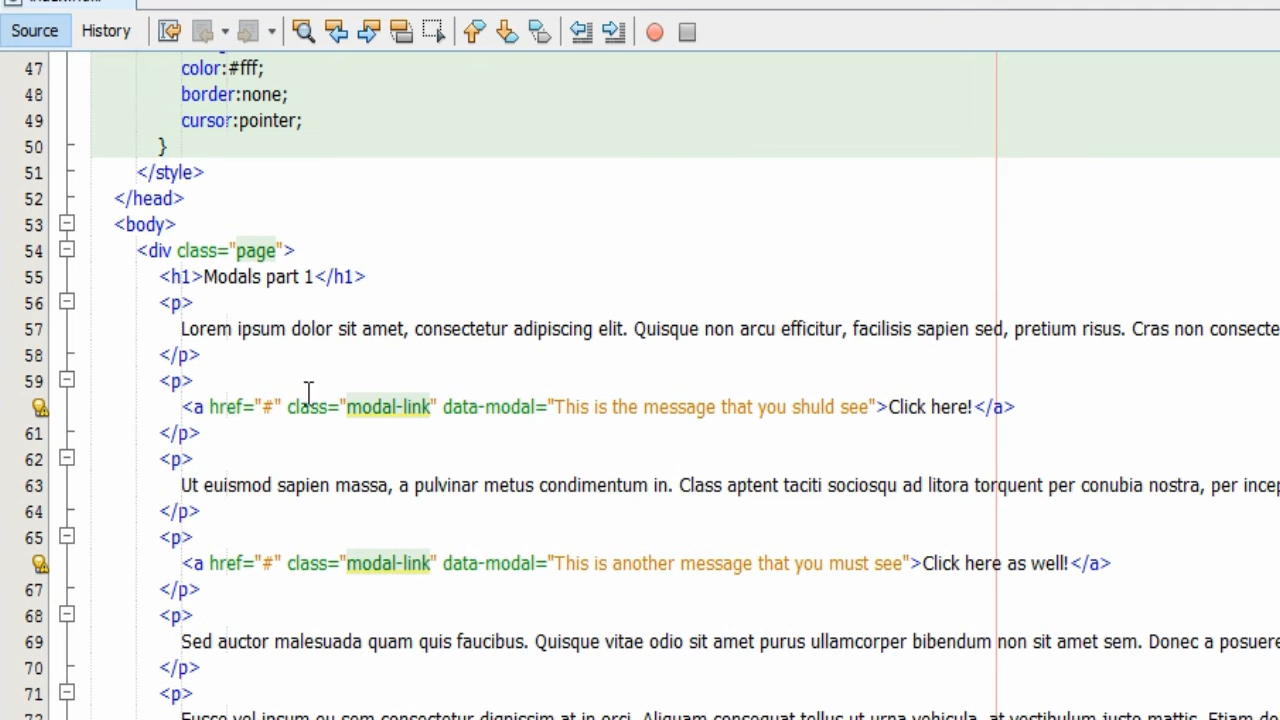 Source History
47 color:#fff;
48 border:none;
49 cursor:pointer;
50 }
51 </style>
52 </head>
53 <body>
54 <div class="page">
55 <h1>Modals part 1</h1>
56 <p>
57 Lorem ipsum dolor sit amet, consectetur adipiscing elit. Quisque non arcu efficitur, facilisis sapien sed, pretium risus. Cras non consecte
58 </p>
59 <p>
<a href="#" class="modal-link" data-modal="This is the message that you shuld see">Click here!</a>
61 </p>
62 <p>
63 Ut euismod sapien massa, a pulvinar metus condimentum in. Class aptent taciti sociosqu ad litora torquent per conubia nostra, per incep
64 </p>
65 <p>
<a href="#" class="modal-link" data-modal="This is another message that you must see">Click here as well!</a>
67 </p>
68 <p>
69 Sed auctor malesuada quam quis faucibus. Quisque vitae odio sit amet purus ullamcorper bibendum non sit amet sem. Donec a posuere
70 </p>
71 <p>